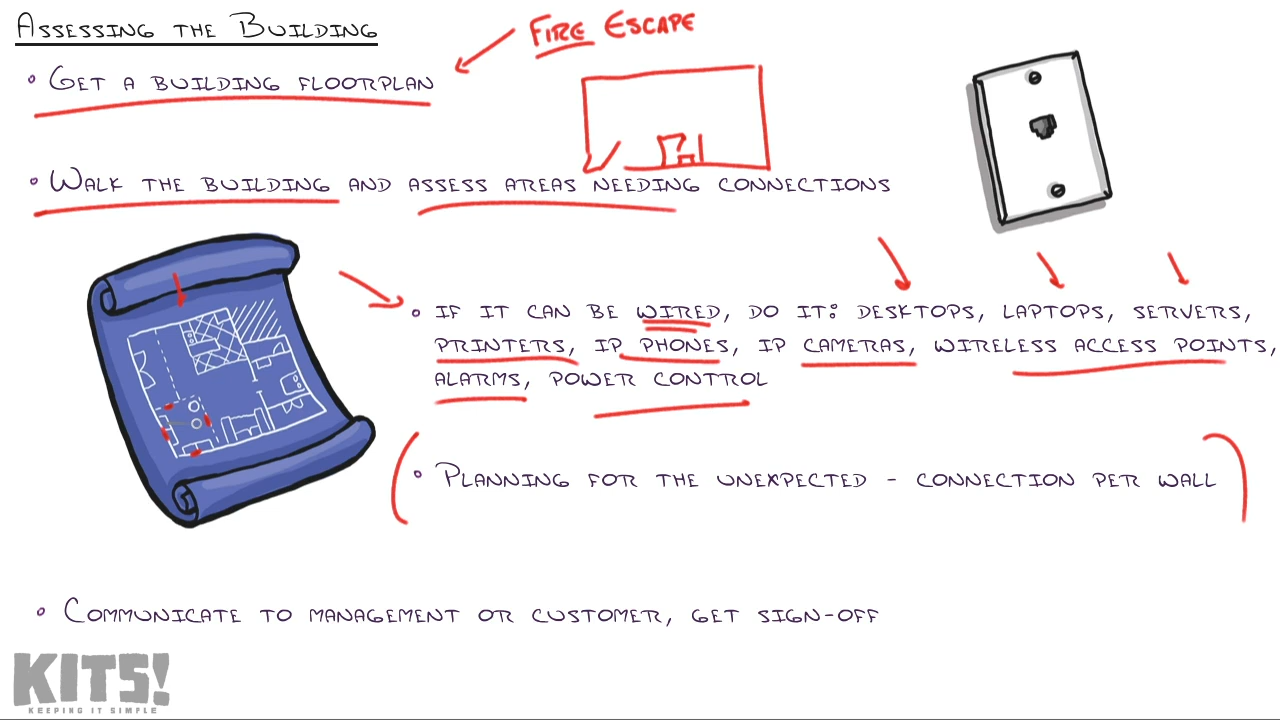 Assessing the Building
Fire Escape
Get a building floorplan
Walk the building and assess areas needing connections
If it can be wired, do it: desktops, laptops, servers,
printers, IP phones, IP cameras, wireless access points,
alarms, power control
Planning for the unexpected - connection per wall
Communicate to management or customer, get sign-off
KITS!
KEEPING IT SIMPLE